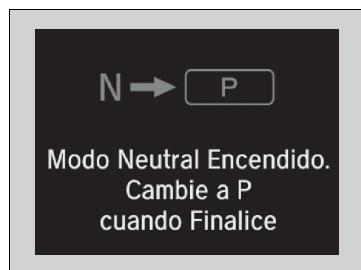 N → P
Modo Neutral Encendido.
Cambie a P
cuando Finalice